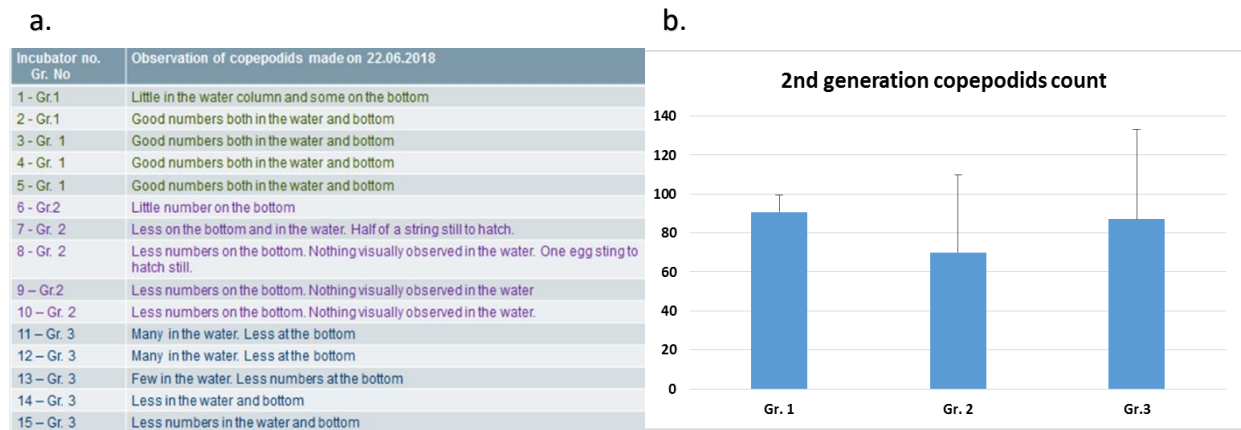 a.
Incubator no. Observation of copepodids made on 22.06.2018
Gr. No
1 - Gr.1 Little in the water column and some on the bottom
2 - Gr.1 Good numbers both in the water and bottom
3 - Gr. 1 Good numbers both in the water and bottom
4 - Gr. 1 Good numbers both in the water and bottom
5 - Gr. 1 Good numbers both in the water and bottom
6 - Gr.2 Little number on the bottom
7 - Gr. 2 Less on the bottom and in the water. Half of a string still to hatch.
8 - Gr. 2 Less numbers on the bottom. Nothing visually observed in the water. One egg sting to
hatch still.
9 – Gr.2 Less numbers on the bottom. Nothing visually observed in the water
10 – Gr. 2 Less numbers on the bottom. Nothing visually observed in the water.
11 – Gr. 3 Many in the water. Less at the bottom
12 – Gr. 3 Many in the water. Less at the bottom
13 – Gr. 3 Few in the water. Less numbers at the bottom
14 – Gr. 3 Less in the water and bottom
15 – Gr. 3 Less numbers in the water and bottom
b.
2nd generation copepodids count
140
120
100
80
60
40
20
0
Gr. 1 Gr. 2 Gr.3